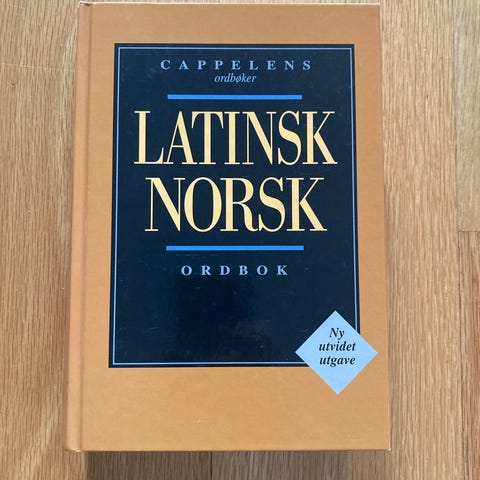 CAPPELENS
ordbøker
LATINSK
NORSK
ORDBOK
Ny
utvidet
utgave